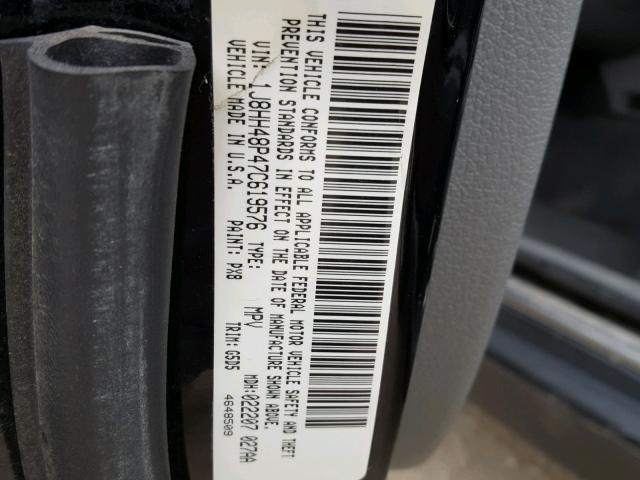 THIS VEHICLE CONFORMS TO ALL APPLICABLE FEDERAL MOTOR VEHICLE SAFETY AND THEFT
PREVENTION STANDARDS IN EFFECT ON THE DATE OF MANUFACTURE SHOWN ABOVE.
VIN: 1J8HH48P47C619576 TYPE: MPV MDH: 022207 027AA
VEHICLE MADE IN U.S.A. PAINT: PX8 TRIM: G5D5 4648509